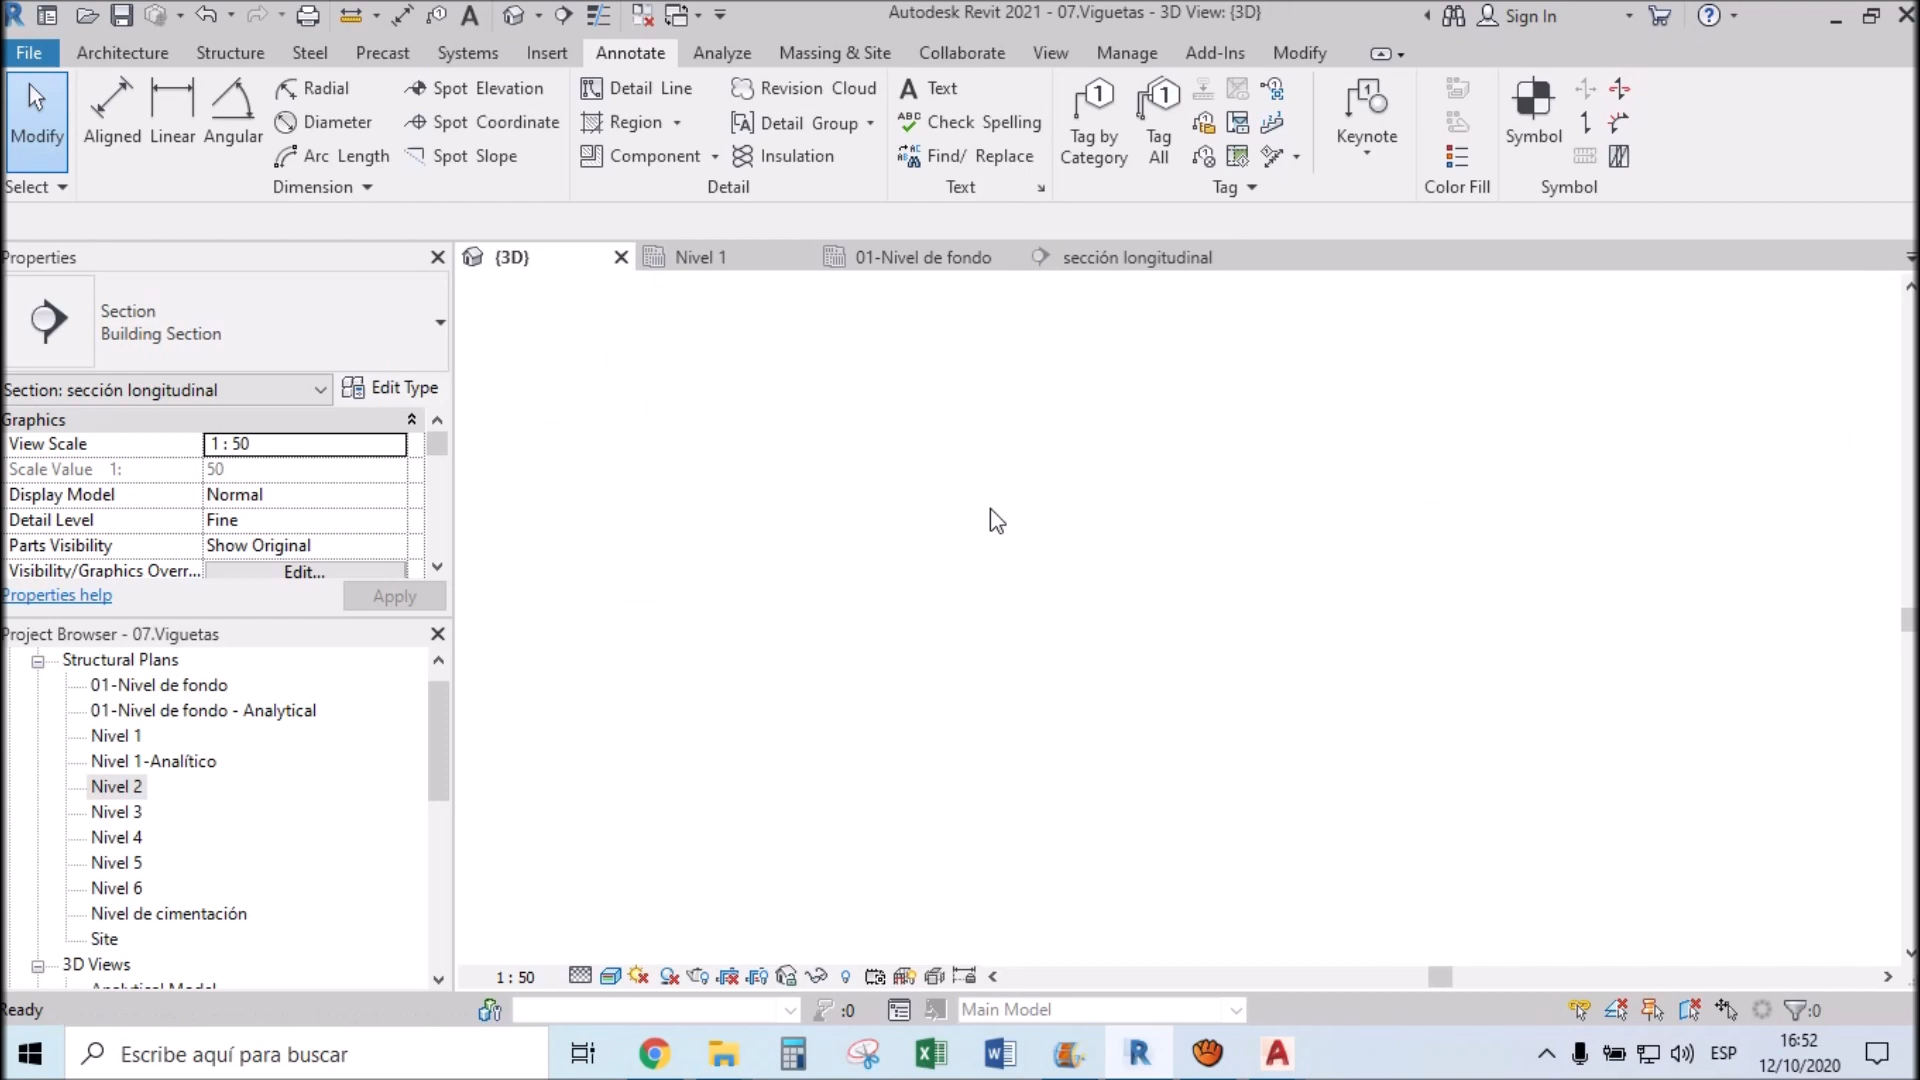 Autodesk Revit 2021 - 07.Viguetas - 3D View: {3D}
Sign In
File Architecture Structure Steel Precast Systems Insert Annotate Analyze Massing & Site Collaborate View Manage Add-Ins Modify
Modify
Aligned Linear Angular
Radial
Diameter
Arc Length
Spot Elevation
Spot Coordinate
Spot Slope
Detail Line
Region
Component
Revision Cloud
Detail Group
Insulation
Text
Check Spelling
Find/ Replace
Tag by Category
Tag All
Keynote
Symbol
Select Dimension Detail Text Tag Color Fill Symbol
Properties
{3D} Nivel 1 01-Nivel de fondo sección longitudinal
Section
Building Section
Section: sección longitudinal Edit Type
Graphics
View Scale 1 : 50
Scale Value 1: 50
Display Model Normal
Detail Level Fine
Parts Visibility Show Original
Visibility/Graphics Overr... Edit...
Properties help Apply
Project Browser - 07.Viguetas
Structural Plans
01-Nivel de fondo
01-Nivel de fondo - Analytical
Nivel 1
Nivel 1-Analítico
Nivel 2
Nivel 3
Nivel 4
Nivel 5
Nivel 6
Nivel de cimentación
Site
3D Views
Analytical Model
1 : 50
Ready :0 Main Model :0
Escribe aquí para buscar
ESP
16:52
12/10/2020